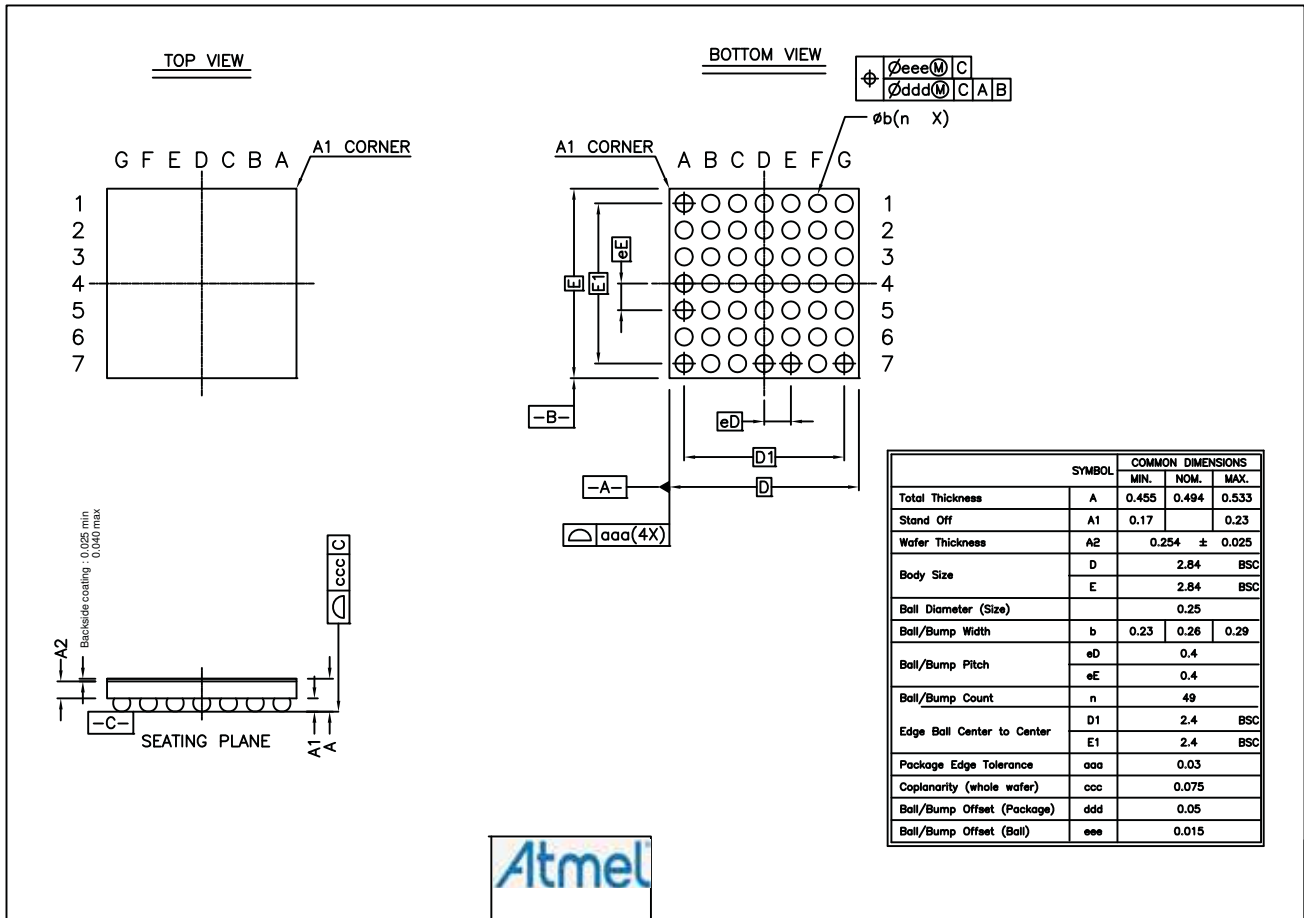 TOP VIEW
G F E D C B A
A1 CORNER
1
2
3
4
5
6
7
BOTTOM VIEW
Øeee Ⓜ C
Øddd Ⓜ C A B
øb(n X)
A1 CORNER
A B C D E F G
1
2
3
4
5
6
7
eE
E
E1
-B-
eD
D1
-A-
D
aaa(4X)
Backside coating : 0.025 min
0.040 max
A2
ccc C
-C-
SEATING PLANE
A1
A
SYMBOL COMMON DIMENSIONS
MIN. NOM. MAX.
Total Thickness A 0.455 0.494 0.533
Stand Off A1 0.17 0.23
Wafer Thickness A2 0.254 ± 0.025
Body Size D 2.84 BSC
E 2.84 BSC
Ball Diameter (Size) 0.25
Ball/Bump Width b 0.23 0.26 0.29
Ball/Bump Pitch eD 0.4
eE 0.4
Ball/Bump Count n 49
Edge Ball Center to Center D1 2.4 BSC
E1 2.4 BSC
Package Edge Tolerance aaa 0.03
Coplanarity (whole wafer) ccc 0.075
Ball/Bump Offset (Package) ddd 0.05
Ball/Bump Offset (Ball) eee 0.015
Atmel